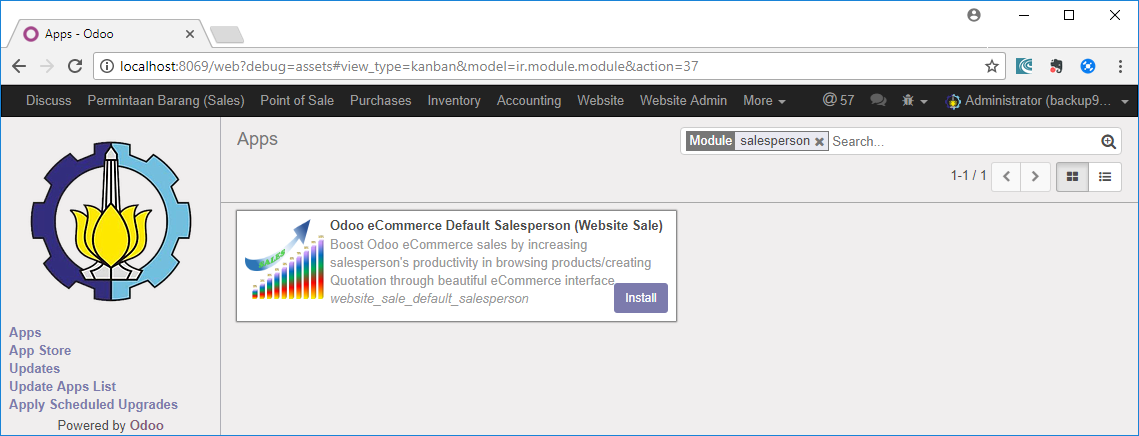 Apps - Odoo
localhost:8069/web?debug=assets#view_type=kanban&model=ir.module.module&action=37
Discuss Permintaan Barang (Sales) Point of Sale Purchases Inventory Accounting Website Website Admin More @ 57 Administrator (backup9...
Apps
Module salesperson Search...
1-1 / 1
Odoo eCommerce Default Salesperson (Website Sale)
Boost Odoo eCommerce sales by increasing
salesperson's productivity in browsing products/creating
Quotation through beautiful eCommerce interface
website_sale_default_salesperson
Install
Apps
App Store
Updates
Update Apps List
Apply Scheduled Upgrades
Powered by Odoo